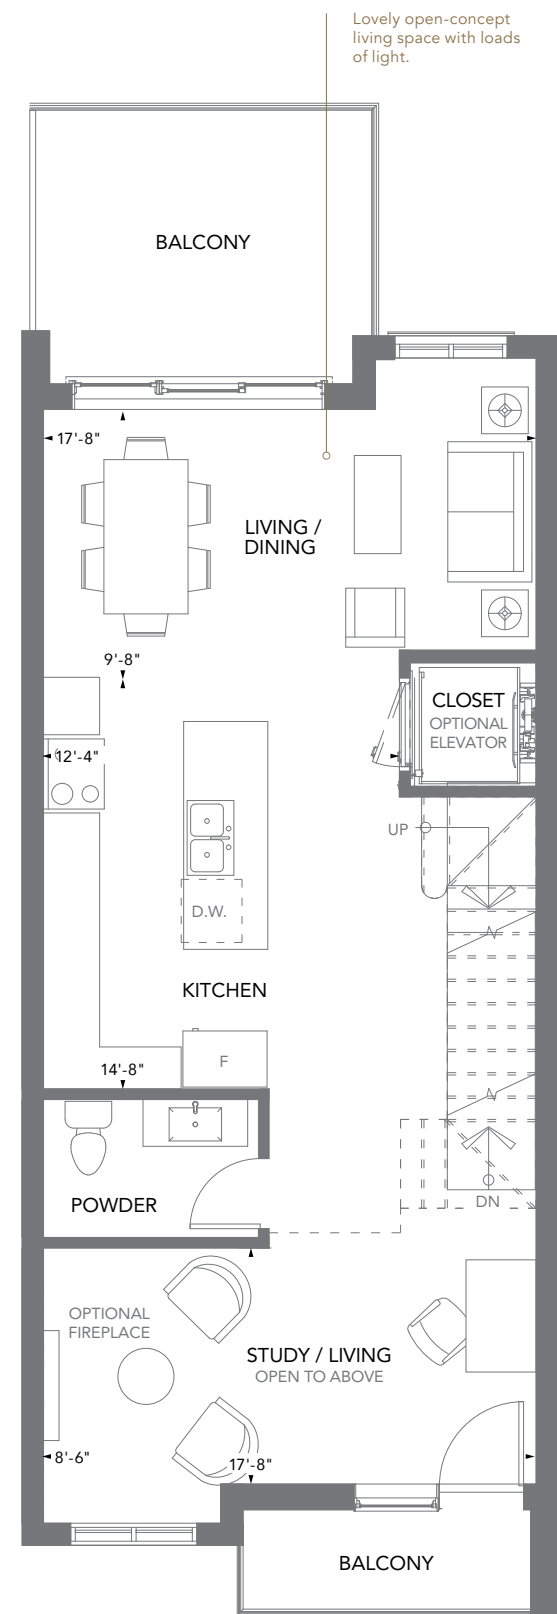 Lovely open-concept
living space with loads
of light.
BALCONY
17'-8"
LIVING /
DINING
9'-8"
CLOSET
OPTIONAL
ELEVATOR
12'-4"
UP
D.W.
KITCHEN
F
14'-8"
POWDER
DN
OPTIONAL
FIREPLACE
STUDY / LIVING
OPEN TO ABOVE
8'-6"
17'-8"
BALCONY